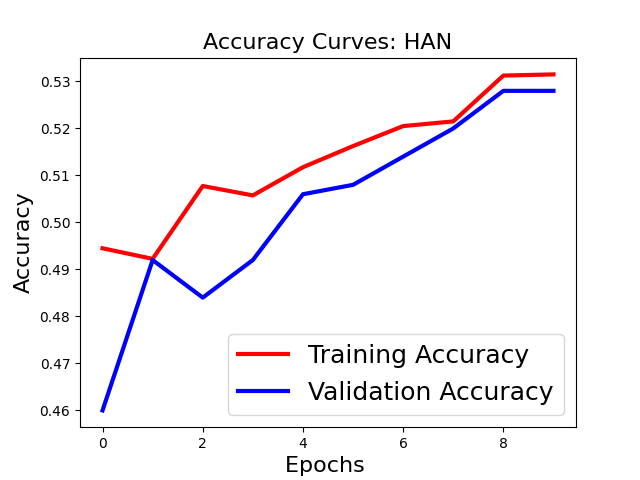 Accuracy Curves: HAN
Accuracy
0.53
0.52
0.51
0.50
0.49
0.48
0.47
0.46
Training Accuracy
Validation Accuracy
0 2 4 6 8
Epochs